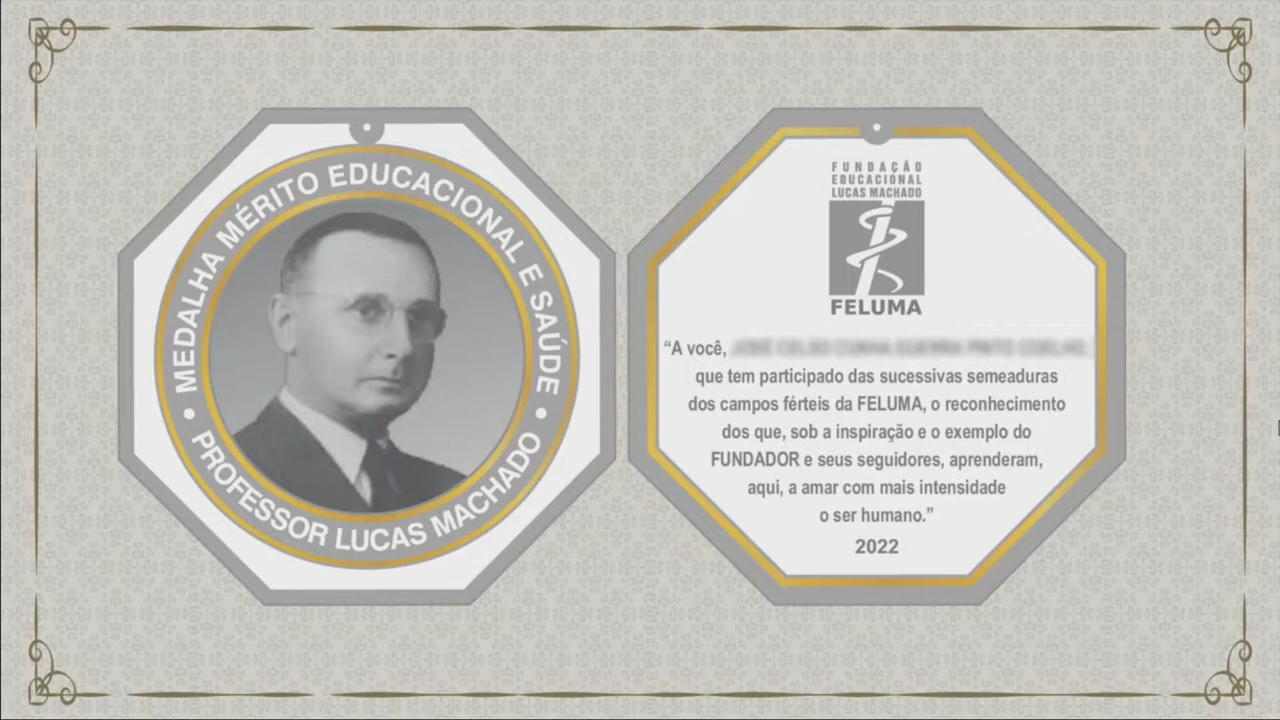 MEDALHA MÉRITO EDUCACIONAL E SAÚDE
• PROFESSOR LUCAS MACHADO •
FUNDAÇÃO
EDUCACIONAL
LUCAS MACHADO
FELUMA
“A você,
que tem participado das sucessivas semeaduras
dos campos férteis da FELUMA, o reconhecimento
dos que, sob a inspiração e o exemplo do
FUNDADOR e seus seguidores, aprenderam,
aqui, a amar com mais intensidade
o ser humano.”
2022